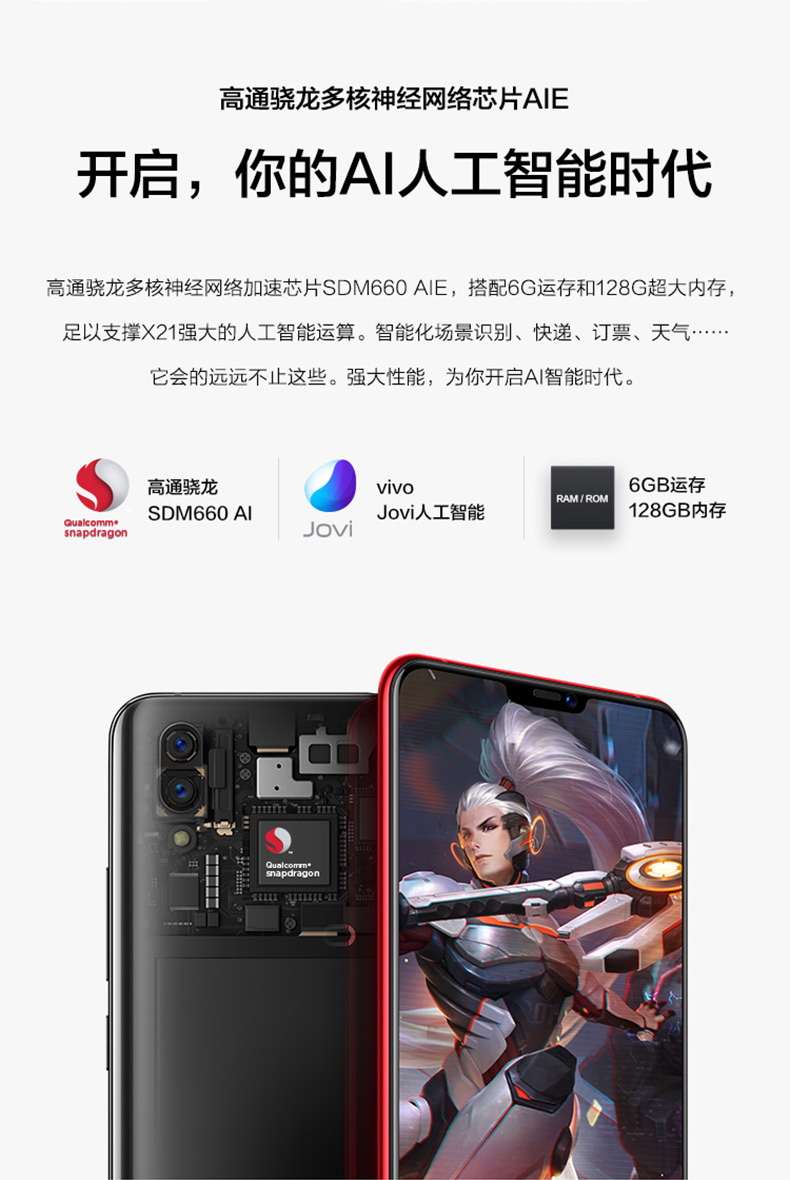 高通骁龙多核神经网络芯片AIE
开启，你的AI人工智能时代
高通骁龙多核神经网络加速芯片SDM660 AIE，搭配6G运存和128G超大内存，
足以支撑X21强大的人工智能运算。智能化场景识别、快递、订票、天气……
它会的远远不止这些。强大性能，为你开启AI智能时代。
Qualcomm
snapdragon
高通骁龙
SDM660 AI
Jovi
vivo
Jovi人工智能
RAM / ROM
6GB运存
128GB内存
Qualcomm
snapdragon